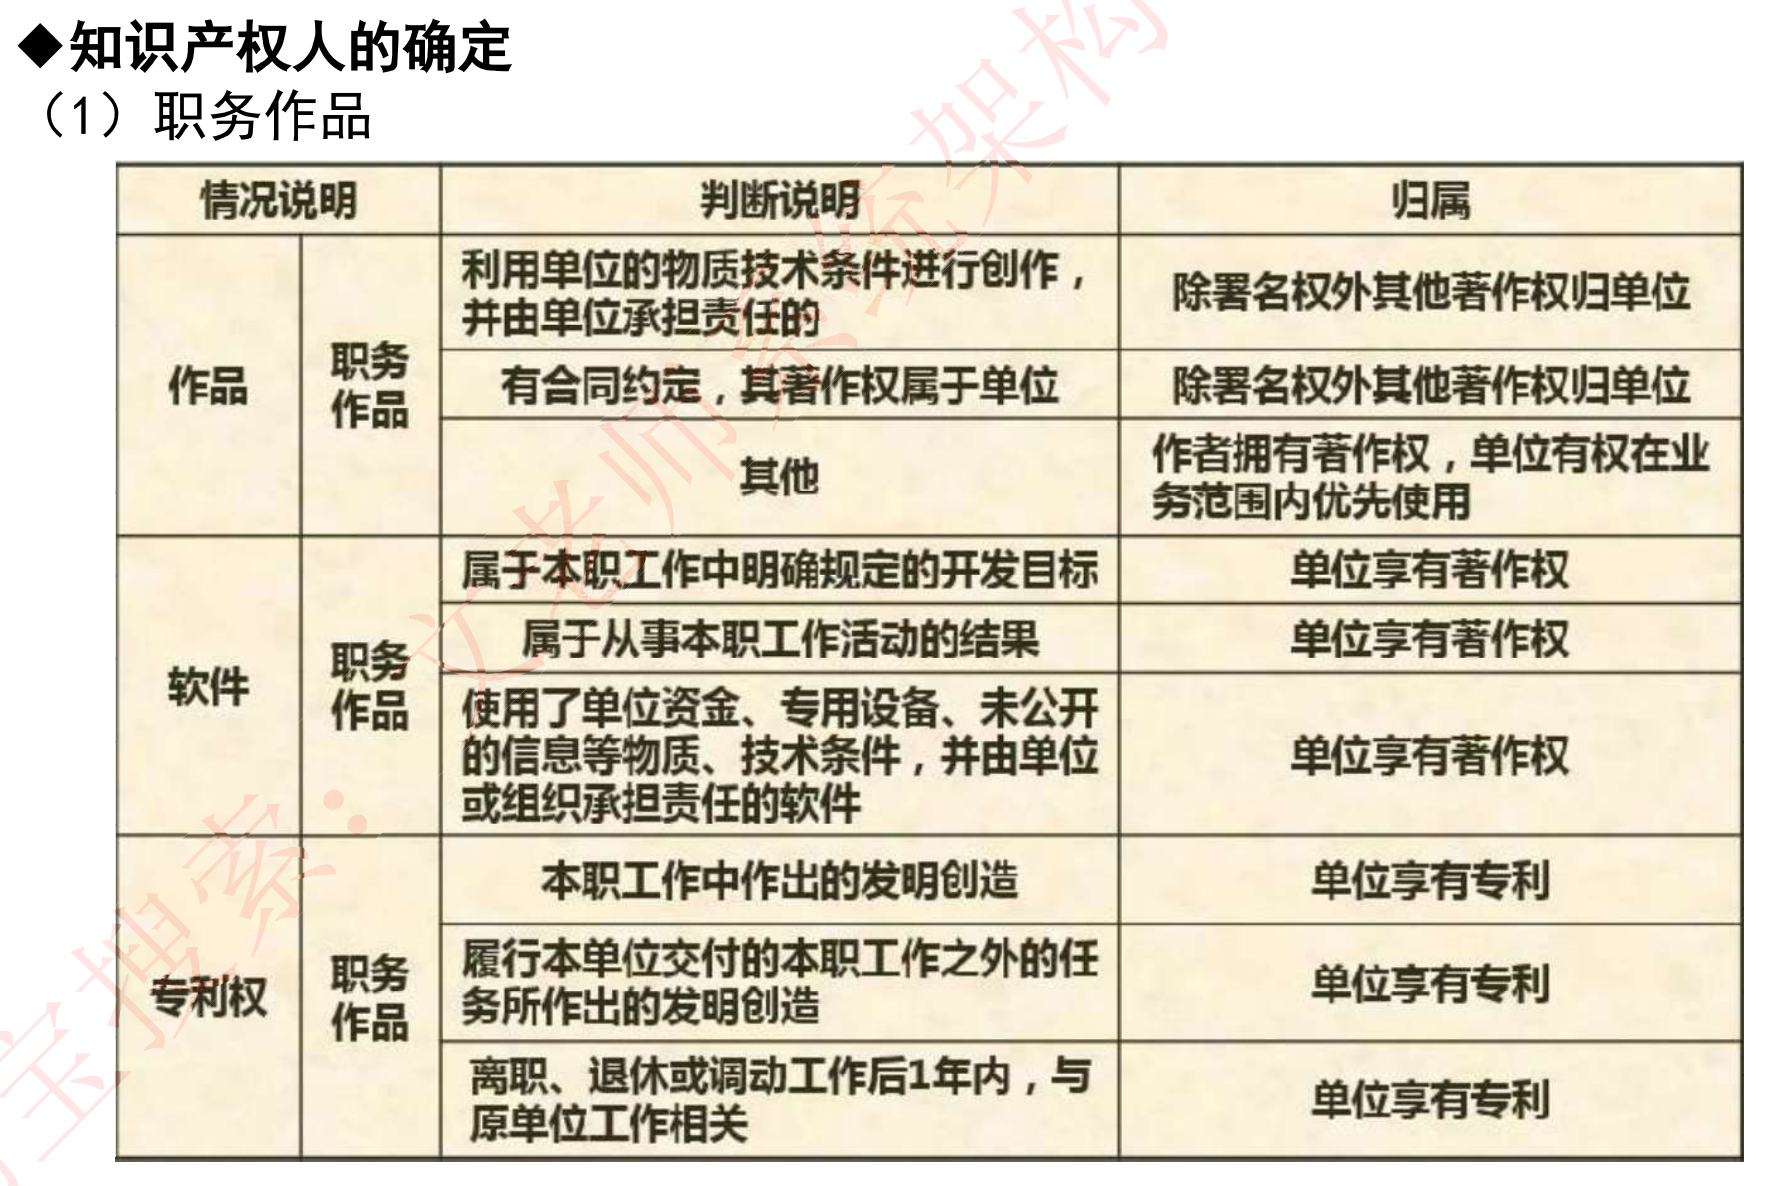 ◆知识产权人的确定
（1）职务作品
情况说明 判断说明 归属
作品
职务
作品
利用单位的物质技术条件进行创作，
并由单位承担责任的
除署名权外其他著作权归单位
有合同约定，其著作权属于单位
除署名权外其他著作权归单位
其他
作者拥有著作权，单位有权在业
务范围内优先使用
软件
职务
作品
属于本职工作中明确规定的开发目标
单位享有著作权
属于从事本职工作活动的结果
单位享有著作权
使用了单位资金、专用设备、未公开
的信息等物质、技术条件，并由单位
或组织承担责任的软件
单位享有著作权
专利权
职务
作品
本职工作中作出的发明创造
单位享有专利
履行本单位交付的本职工作之外的任
务所作出的发明创造
单位享有专利
离职、退休或调动工作后1年内，与
原单位工作相关
单位享有专利
宝搜索：文老师系统架构